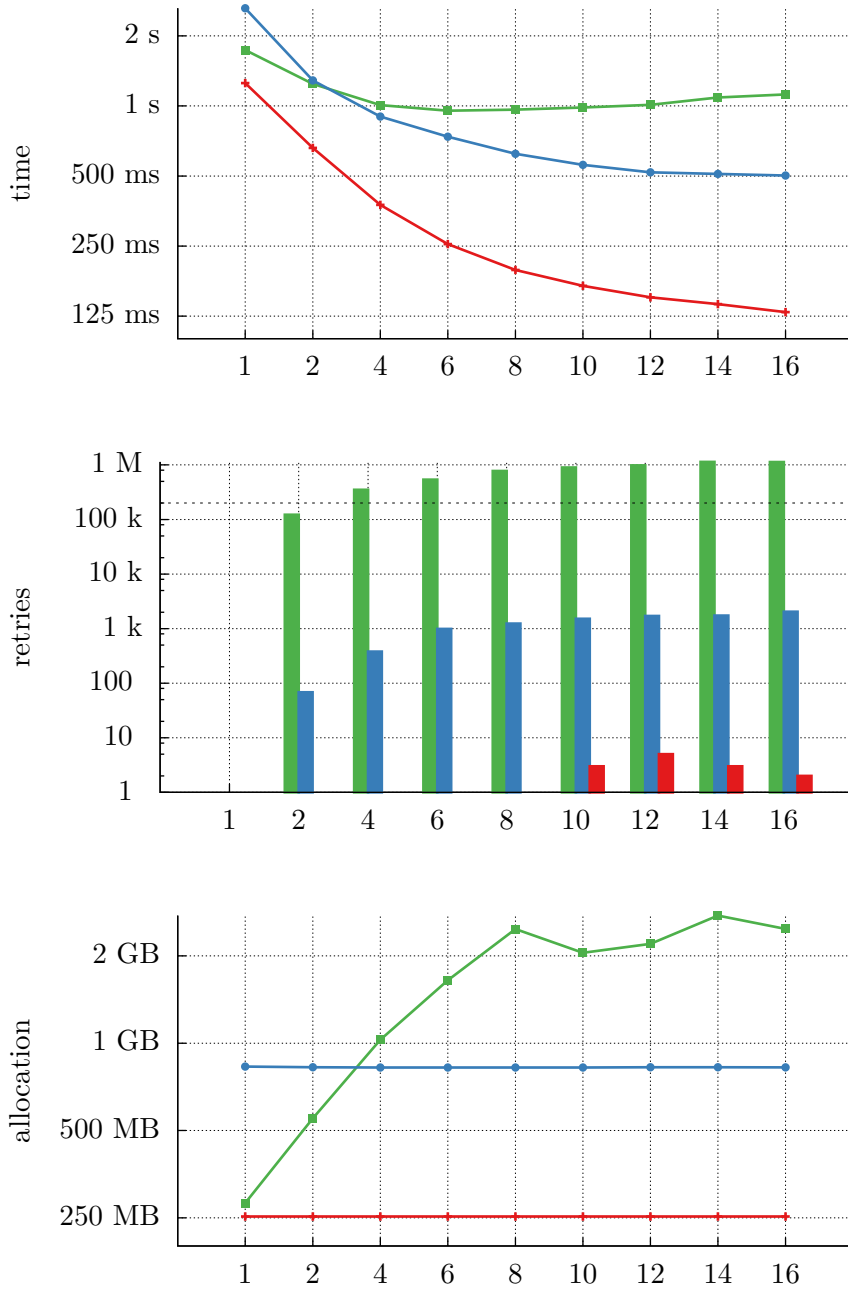 2 s
1 s
500 ms
250 ms
125 ms
time
1 2 4 6 8 10 12 14 16
1 M
100 k
10 k
1 k
100
10
1
retries
1 2 4 6 8 10 12 14 16
2 GB
1 GB
500 MB
250 MB
allocation
1 2 4 6 8 10 12 14 16